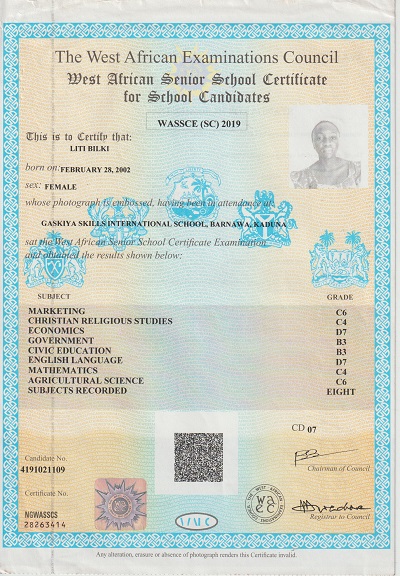 The West African Examinations Council
West African Senior School Certificate
for School Candidates
WASSCE (SC) 2019
This is to Certify that:
LITI BILKI
born on: FEBRUARY 28, 2002
sex: FEMALE
whose photograph is embossed, having been in attendance at:
GASKIYA SKILLS INTERNATIONAL SCHOOL, BARNAWA, KADUNA
sat the West African Senior School Certificate Examination
and obtained the results shown below:
SUBJECT GRADE
MARKETING C6
CHRISTIAN RELIGIOUS STUDIES C4
ECONOMICS D7
GOVERNMENT B3
CIVIC EDUCATION B3
ENGLISH LANGUAGE D7
MATHEMATICS C4
AGRICULTURAL SCIENCE C6
SUBJECTS RECORDED EIGHT
CD 07
Candidate No.
4191021109
Chairman of Council
Certificate No.
NGWASSCS
28263414
Registrar to Council
Any alteration, erasure or absence of photograph renders this Certificate invalid.